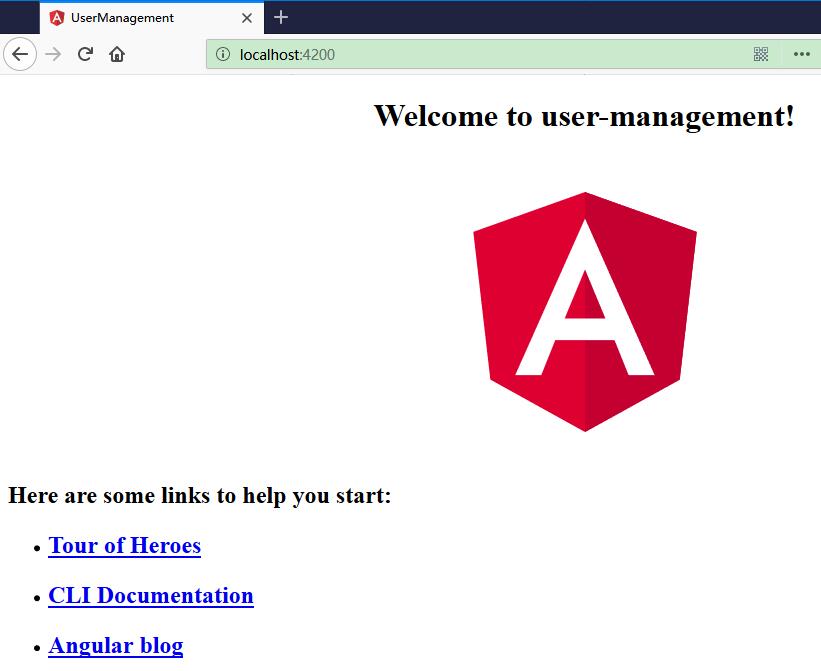 UserManagement
localhost:4200
Welcome to user-management!
A
Here are some links to help you start:
Tour of Heroes
CLI Documentation
Angular blog